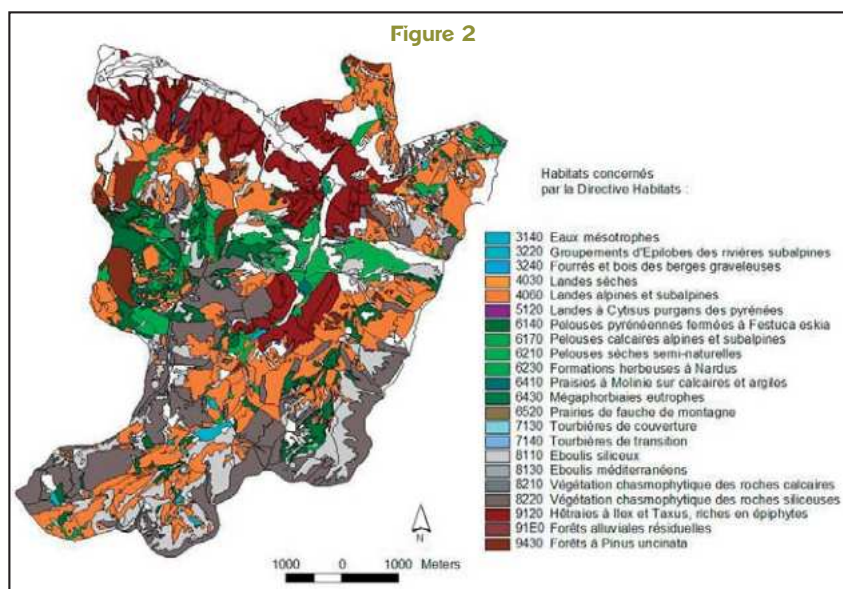 Figure 2
Habitats concernés
par la Directive Habitats :
3140 Eaux mésotrophes
3220 Groupements d'Epilobes des rivières subalpines
3240 Fourrés et bois des berges graveleuses
4030 Landes sèches
4060 Landes alpines et subalpines
5120 Landes à Cytisus purgans des pyrénées
6140 Pelouses pyrénéennes fermées à Festuca eskia
6170 Pelouses calcaires alpines et subalpines
6210 Pelouses sèches semi-naturelles
6230 Formations herbeuses à Nardus
6410 Praisies à Molinie sur calcaires et argiles
6430 Mégaphorbiaies eutrophes
6520 Prairies de fauche de montagne
7130 Tourbières de couverture
7140 Tourbières de transition
8110 Eboulis siliceux
8130 Eboulis méditerranéens
8210 Végétation chasmophytique des roches calcaires
8220 Végétation chasmophytique des roches siliceuses
9120 Hêtraies à Ilex et Taxus, riches en épiphytes
91E0 Forêts alluviales résiduelles
9430 Forêts à Pinus uncinata
N
1000 0 1000 Meters